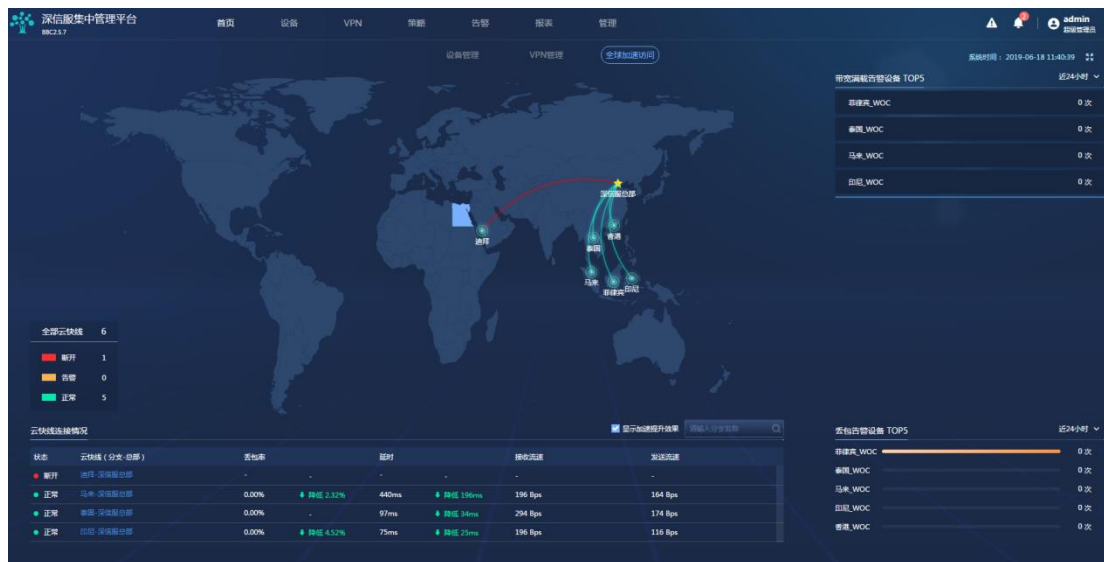 深信服集中管理平台
BBC2.5.7
首页 设备 VPN 策略 告警 报表 管理
2
admin
超级管理员
设备管理 VPN管理 全球加速访问
系统时间：2019-06-18 11:40:39
带宽满载告警设备 TOP5 近24小时
菲律宾_WOC 0 次
泰国_WOC 0 次
马来_WOC 0 次
印尼_WOC 0 次
深信服总部
迪拜
香港
泰国
马来
菲律宾
印尼
全部云快线 6
断开 1
告警 0
正常 5
云快线连接情况
显示加速提升效果 请输入分支名称
状态 云快线（分支-总部） 丢包率 延时 接收流速 发送流速
断开 迪拜-深信服总部 - - - - - -
正常 马来-深信服总部 0.00% 降低 2.32% 440ms 降低 196ms 196 Bps 164 Bps
正常 泰国-深信服总部 0.00% - 97ms 降低 34ms 294 Bps 174 Bps
正常 印尼-深信服总部 0.00% 降低 4.52% 75ms 降低 25ms 196 Bps 116 Bps
丢包告警设备 TOP5 近24小时
菲律宾_WOC 0 次
泰国_WOC 0 次
马来_WOC 0 次
印尼_WOC 0 次
香港_WOC 0 次